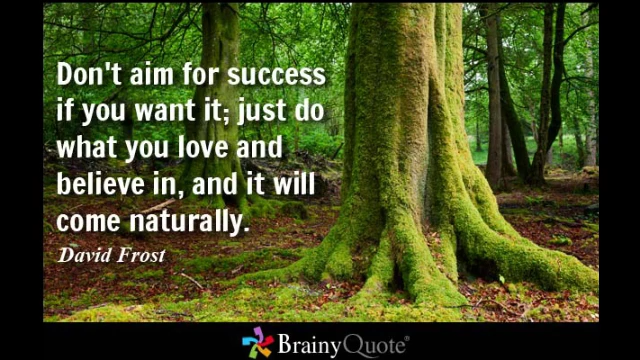 Don't aim for success
if you want it; just do
what you love and
believe in, and it will
come naturally.
David Frost
BrainyQuote®